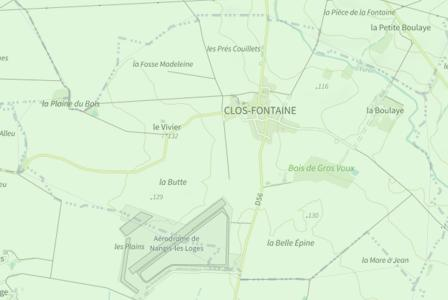 la Pièce de la Fontaine
la Petite Boulaye
les Prés Couillets
la Fosse Madeleine
116
la Plaine du Bois
CLOS-FONTAINE
la Boulaye
le Vivier
132
Alleu
Bois de Gros Voux
la Butte
129
D56
130
les Plains
Aérodrome de
Nangis-les Loges
la Belle Épine
la Mare à Jean